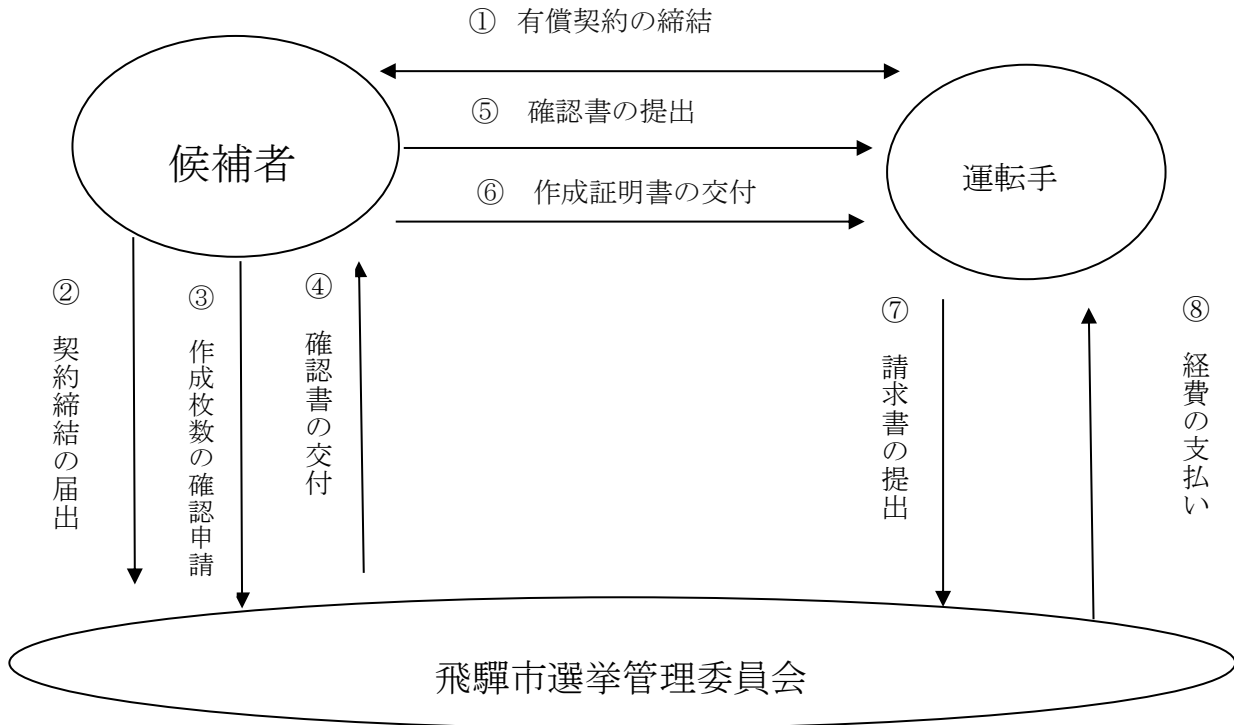 ① 有償契約の締結
⑤ 確認書の提出
候補者
運転手
⑥ 作成証明書の交付
② 契約締結の届出
③ 作成枚数の確認申請
④ 確認書の交付
⑦ 請求書の提出
⑧ 経費の支払い
飛驒市選挙管理委員会